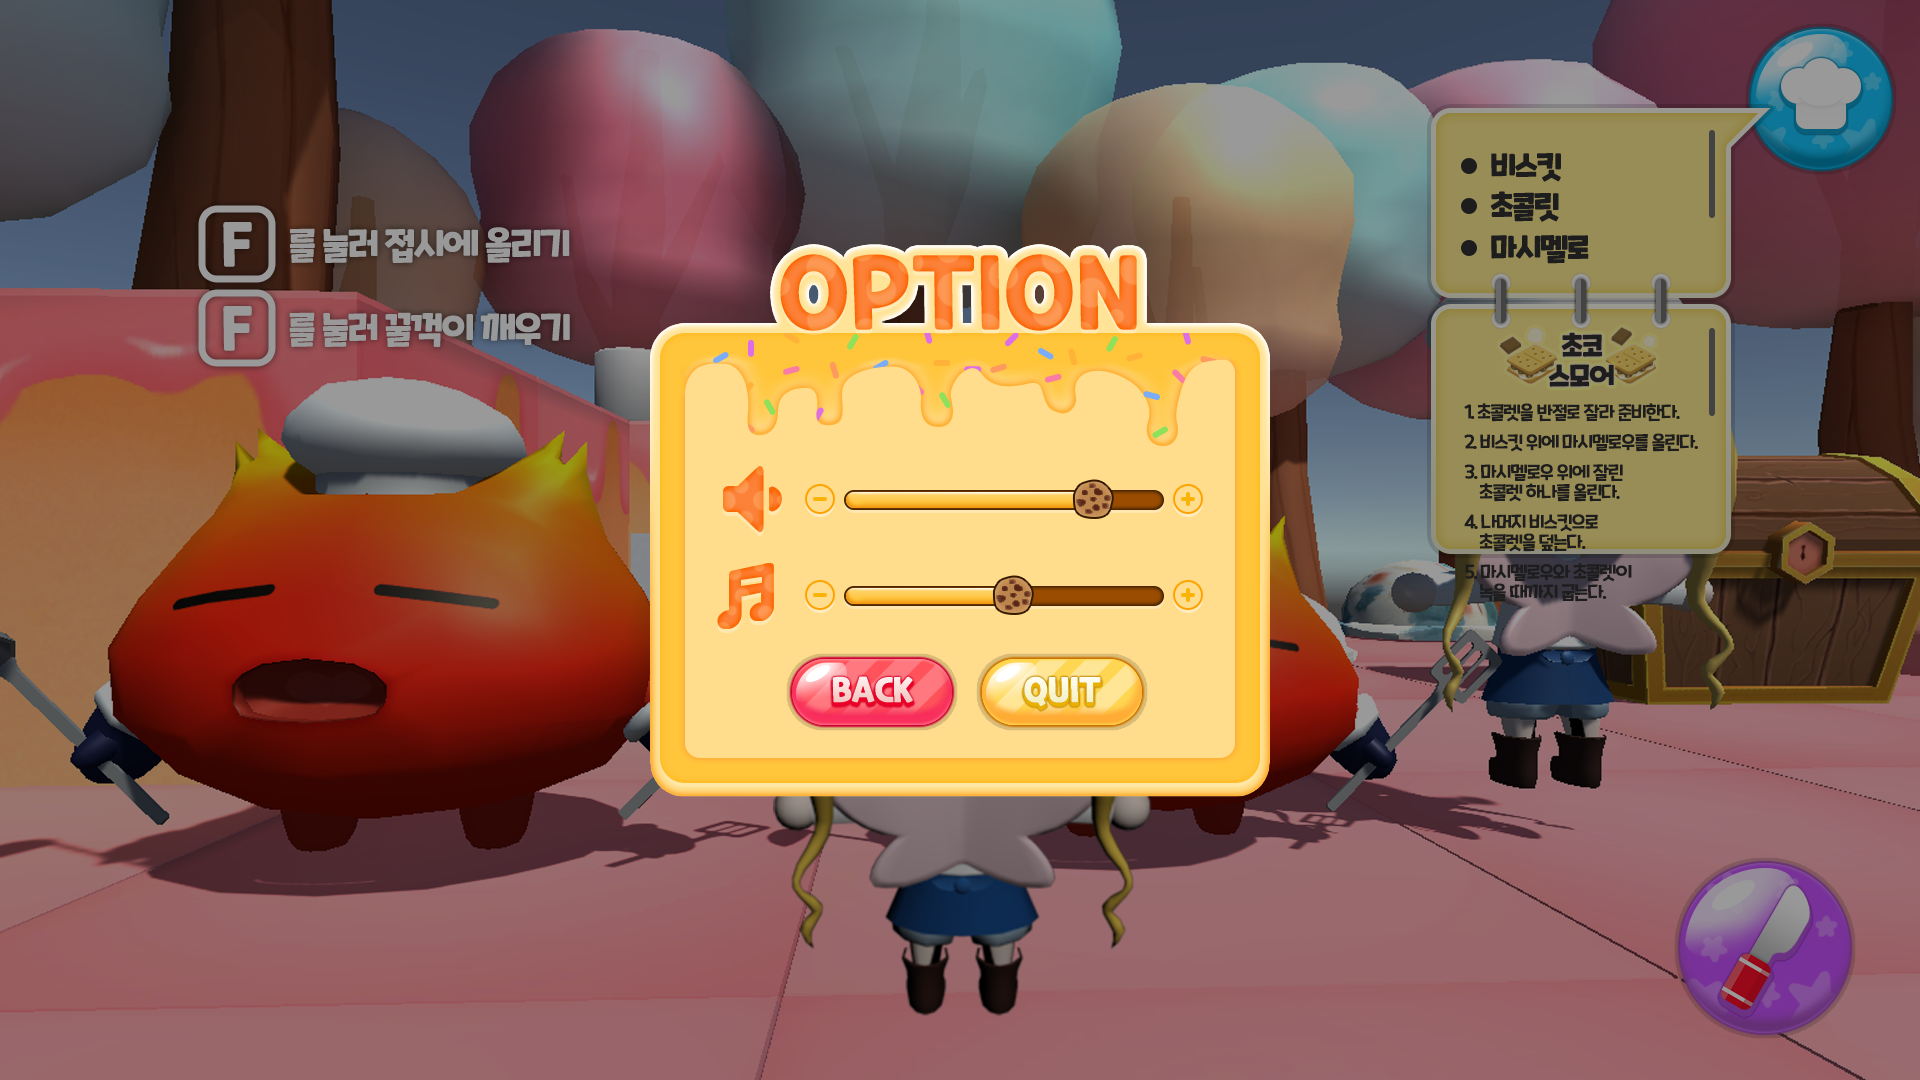 F 를 눌러 접시에 올리기
F 를 눌러 꿀꺽이 깨우기
OPTION
BACK
QUIT
• 비스킷
• 초콜릿
• 마시멜로
초코
스모어
1. 초콜렛을 반절로 잘라 준비한다.
2. 비스킷 위에 마시멜로우를 올린다.
3. 마시멜로우 위에 잘린
초콜렛 하나를 올린다.
4. 나머지 비스킷으로
초콜렛을 덮는다.
5. 마시멜로우와 초콜렛이
녹을 때까지 굽는다.